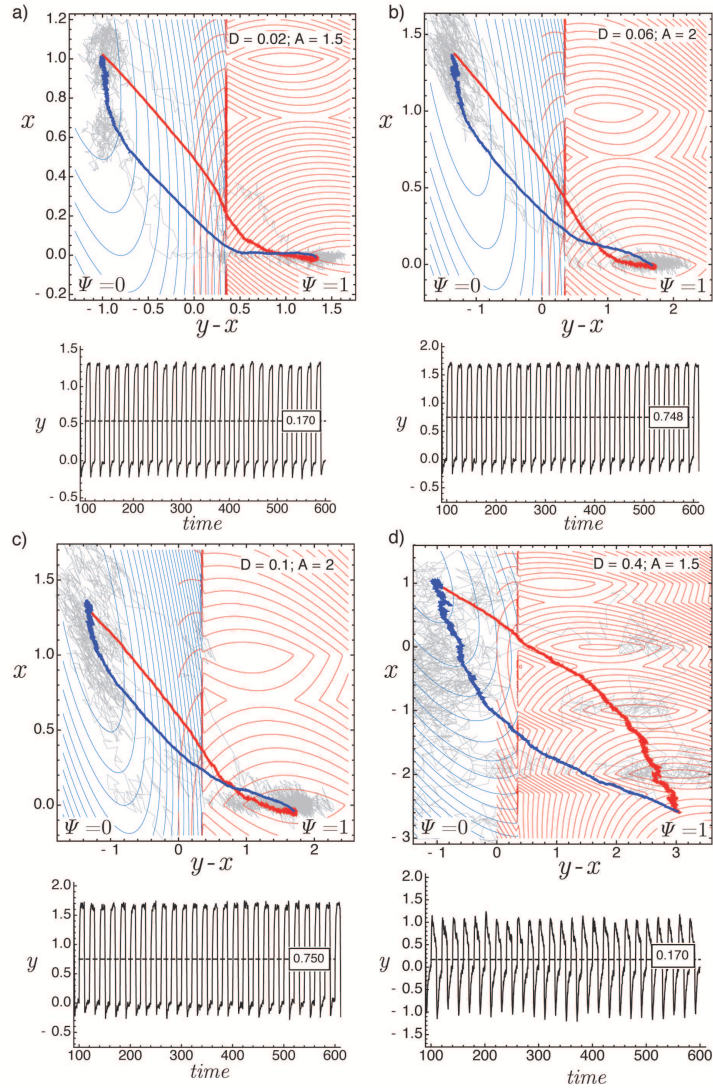 a)
D = 0.02; A = 1.5
1.2
1.0
0.8
0.6
0.4
0.2
0.0
- 0.2
x
Ψ = 0
Ψ = 1
- 1.0
- 0.5
0.0
0.5
1.0
1.5
y - x
1.5
1.0
0.5
0.0
- 0.5
y
0.170
100 200 300 400 500 600
time
b)
D = 0.06; A = 2
1.5
1.0
0.5
0.0
x
Ψ = 0
Ψ = 1
- 1 0 1 2
y - x
2.0
1.5
1.0
0.5
0.0
- 0.5
y
0.748
100 200 300 400 500 600
time
c)
D = 0.1; A = 2
1.5
1.0
0.5
0.0
x
Ψ = 0
Ψ = 1
- 1 0 1 2
y - x
2.0
1.5
1.0
0.5
0.0
- 0.5
y
0.750
100 200 300 400 500 600
time
d)
D = 0.4; A = 1.5
1
0
- 1
- 2
- 3
x
Ψ = 0
Ψ = 1
- 1 0 1 2 3
y - x
2.0
1.5
1.0
0.5
0.0
- 0.5
- 1.0
- 1.5
y
0.170
100 200 300 400 500 600
time